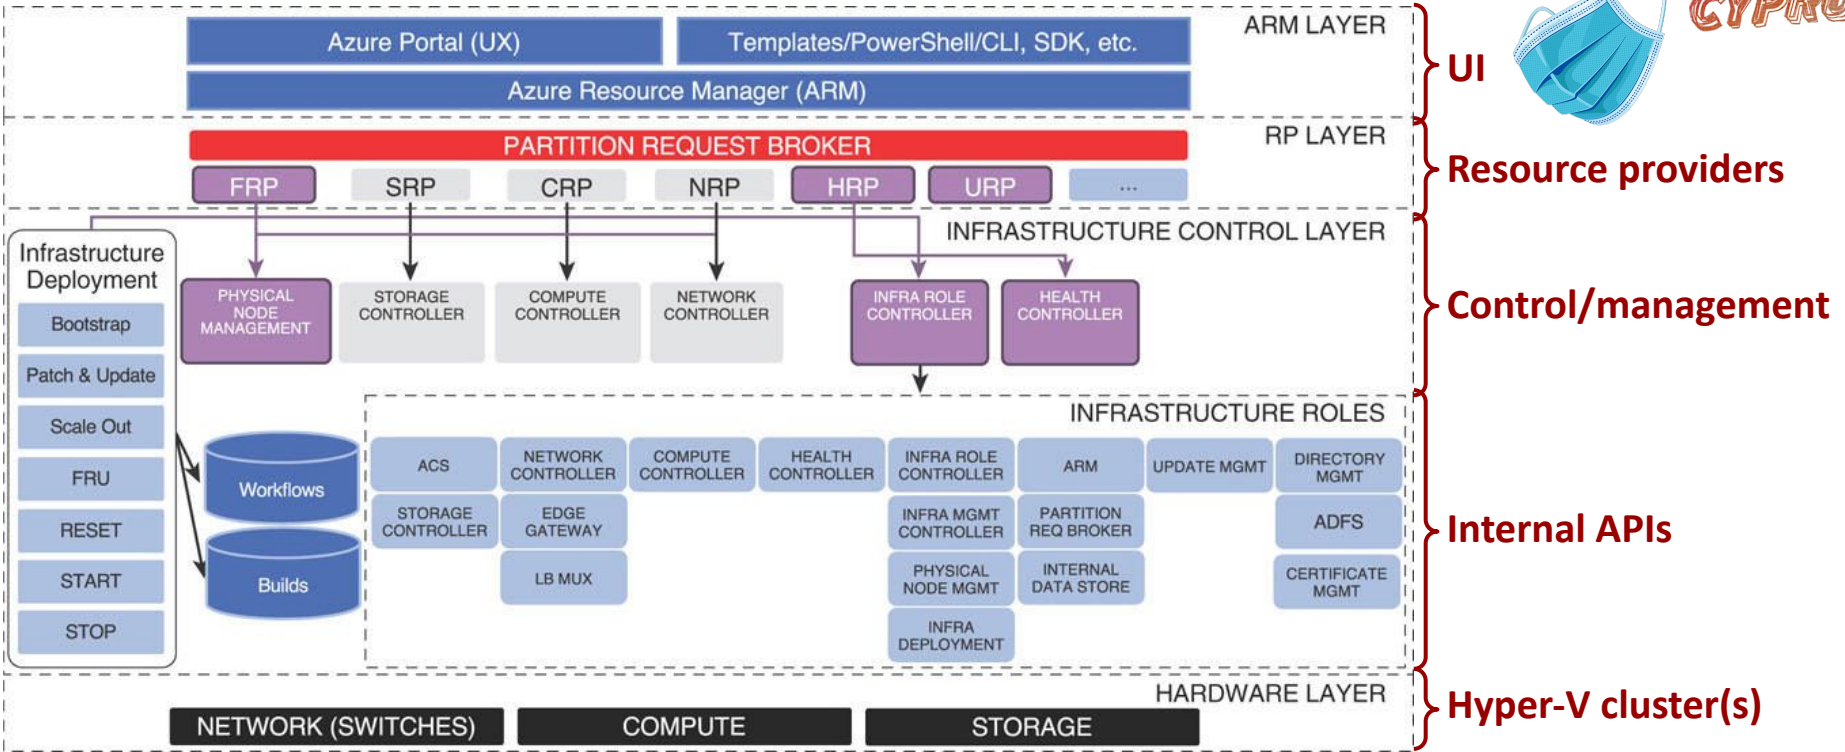 ARM LAYER
Azure Portal (UX)
Templates/PowerShell/CLI, SDK, etc.
Azure Resource Manager (ARM)
UI
RP LAYER
PARTITION REQUEST BROKER
FRP
SRP
CRP
NRP
HRP
URP
...
Resource providers
INFRASTRUCTURE CONTROL LAYER
Infrastructure
Deployment
Bootstrap
Patch & Update
Scale Out
FRU
RESET
START
STOP
PHYSICAL
NODE
MANAGEMENT
STORAGE
CONTROLLER
COMPUTE
CONTROLLER
NETWORK
CONTROLLER
INFRA ROLE
CONTROLLER
HEALTH
CONTROLLER
Control/management
Workflows
Builds
INFRASTRUCTURE ROLES
ACS
NETWORK
CONTROLLER
COMPUTE
CONTROLLER
HEALTH
CONTROLLER
INFRA ROLE
CONTROLLER
ARM
UPDATE MGMT
DIRECTORY
MGMT
STORAGE
CONTROLLER
EDGE
GATEWAY
INFRA MGMT
CONTROLLER
PARTITION
REQ BROKER
ADFS
LB MUX
PHYSICAL
NODE MGMT
INTERNAL
DATA STORE
CERTIFICATE
MGMT
INFRA
DEPLOYMENT
Internal APIs
HARDWARE LAYER
NETWORK (SWITCHES)
COMPUTE
STORAGE
Hyper-V cluster(s)